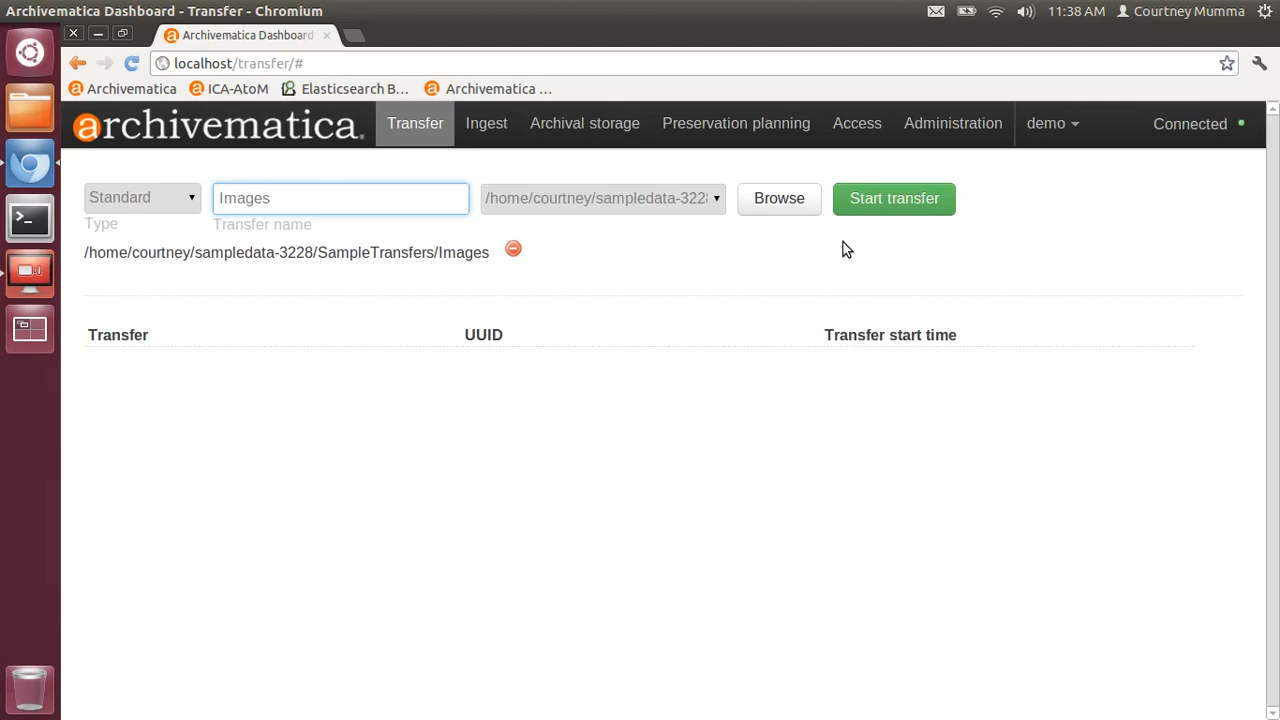 Archivematica Dashboard - Transfer - Chromium 11:38 AM Courtney Mumma
Archivematica Dashboard
localhost/transfer/#
Archivematica ICA-AtoM Elasticsearch B... Archivematica ...
archivematica. Transfer Ingest Archival storage Preservation planning Access Administration demo Connected
Standard Images /home/courtney/sampledata-3228 Browse Start transfer
Type Transfer name
/home/courtney/sampledata-3228/SampleTransfers/Images
Transfer UUID Transfer start time